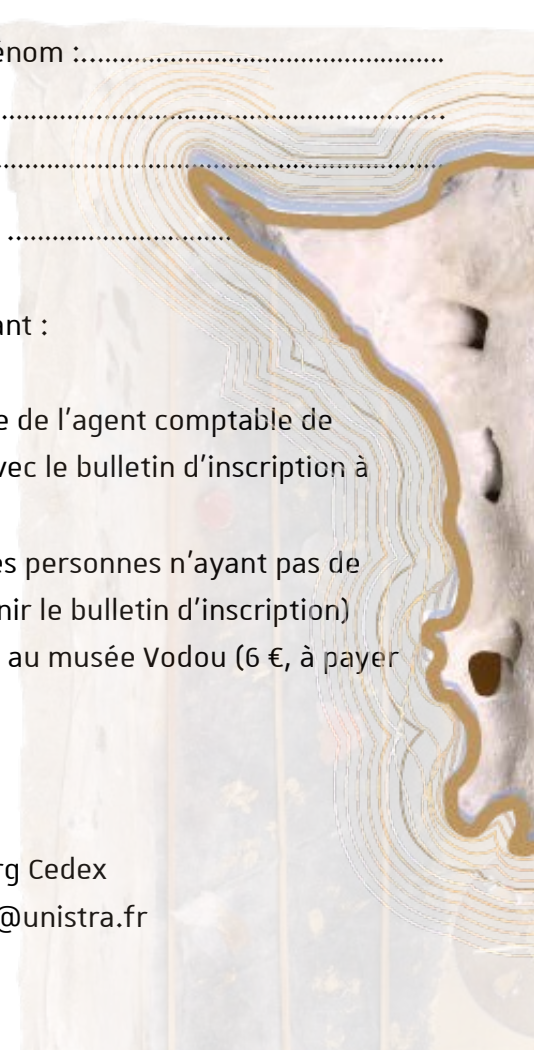 énom :....................................................
................................................................
................................................................
................................
ant :
e de l'agent comptable de
vec le bulletin d'inscription à
es personnes n'ayant pas de
nir le bulletin d'inscription)
au musée Vodou (6 €, à payer
rg Cedex
@unistra.fr